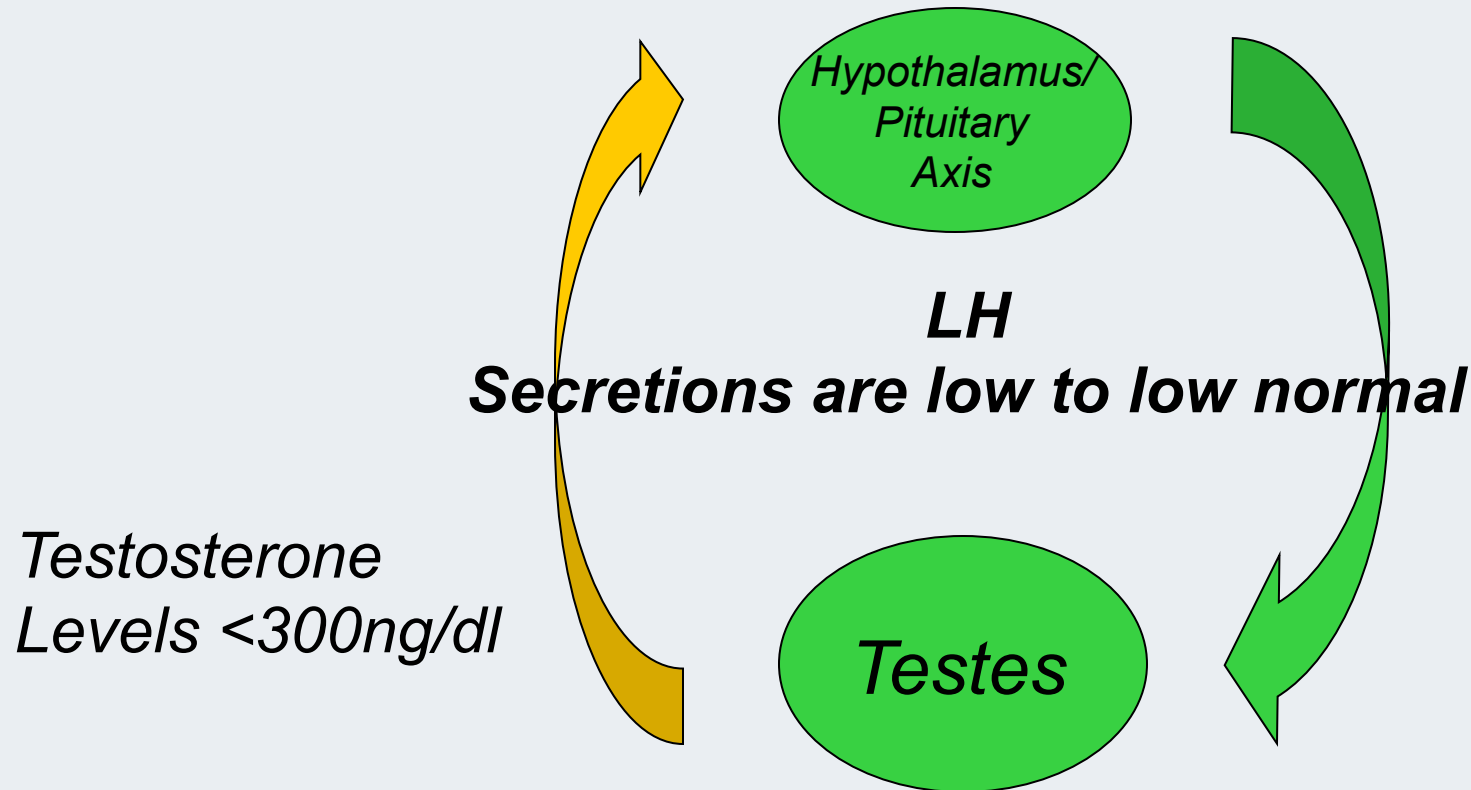 Hypothalamus/
Pituitary
Axis
LH
Secretions are low to low normal
Testosterone
Levels <300ng/dl
Testes